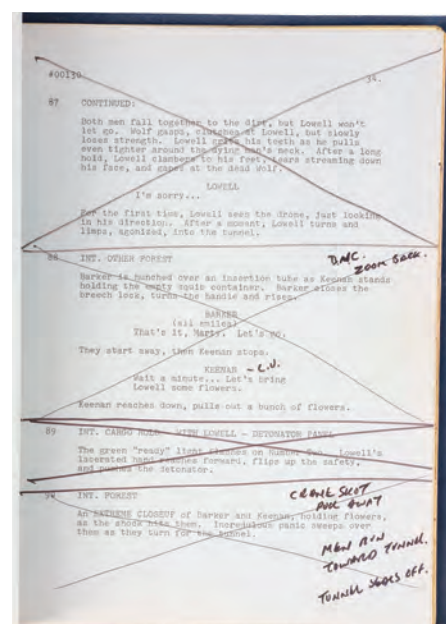 #00130 34.
87 CONTINUED:
Both men fall together to the dirt, but Lowell won't
let go. Wolf gasps, clutches at Lowell, but slowly
loses strength. Lowell grits his teeth as he pulls
even tighter around the dying man's neck. After a long
hold, Lowell clambers to his feet, tears streaming down
his face, and gapes at the dead Wolf.
LOWELL
I'm sorry...
For the first time, Lowell sees the drone, just looking
in his direction. After a moment, Lowell turns and
limps, agonized, into the tunnel.
88 INT. OTHER FOREST
ZOOM BACK.
Barker is hunched over an insertion tube as Keenan stands
holding the empty squib container. Barker closes the
breech lock, turns the handle and rises.
BARKER
(all smiles)
That's it, Marty. Let's go.
They start away, then Keenan stops.
KEENAN - C.U.
Wait a minute... Let's bring
Lowell some flowers.
Keenan reaches down, pulls out a bunch of flowers.
89 INT. CARGO HOLD - WITH LOWELL - DETONATOR PANEL
The green "ready" light flashes on number Lowell's
lacerated hand reaches forward, flips up the safety,
and pushes the detonator.
90 INT. FOREST
CRANE SHOT
PULL AWAY
An EXTREME CLOSEUP of Barker and Keenan, holding flowers,
as the shock hits them. Incredulous panic sweeps over
them as they turn for the tunnel.
MEN RUN
TOWARD TUNNEL.
TUNNEL OFF.